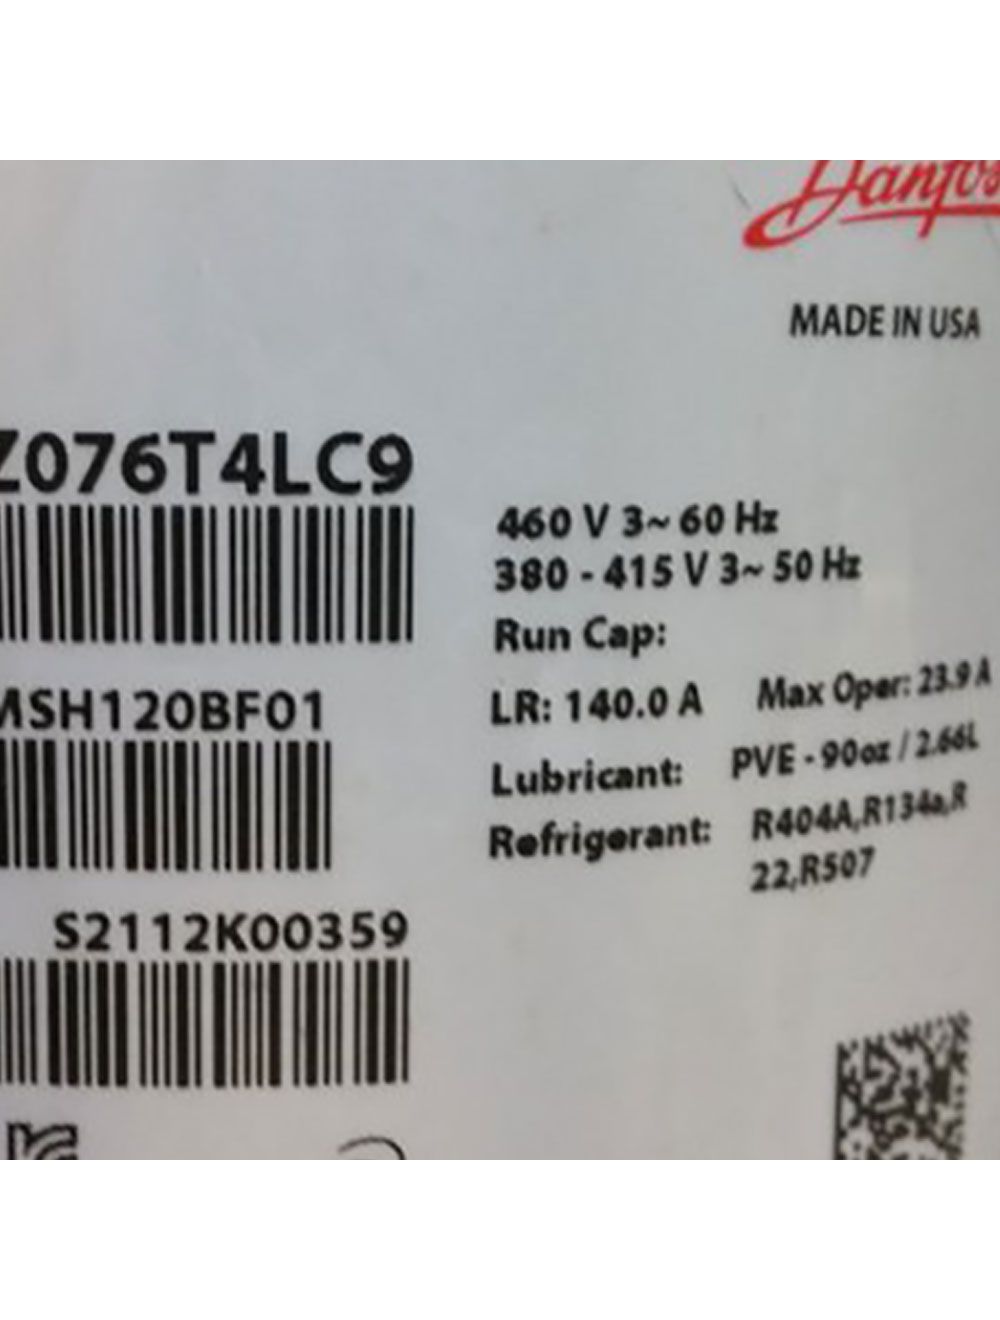 Danfoss
MADE IN USA
Z076T4LC9
MSH120BF01
S2112K00359
460 V 3~ 60 Hz
380 - 415 V 3~ 50 Hz
Run Cap:
LR: 140.0 A Max Oper: 23.9 A
Lubricant: PVE - 90oz / 2.66L
Refrigerant: R404A,R134a,R
22,R507